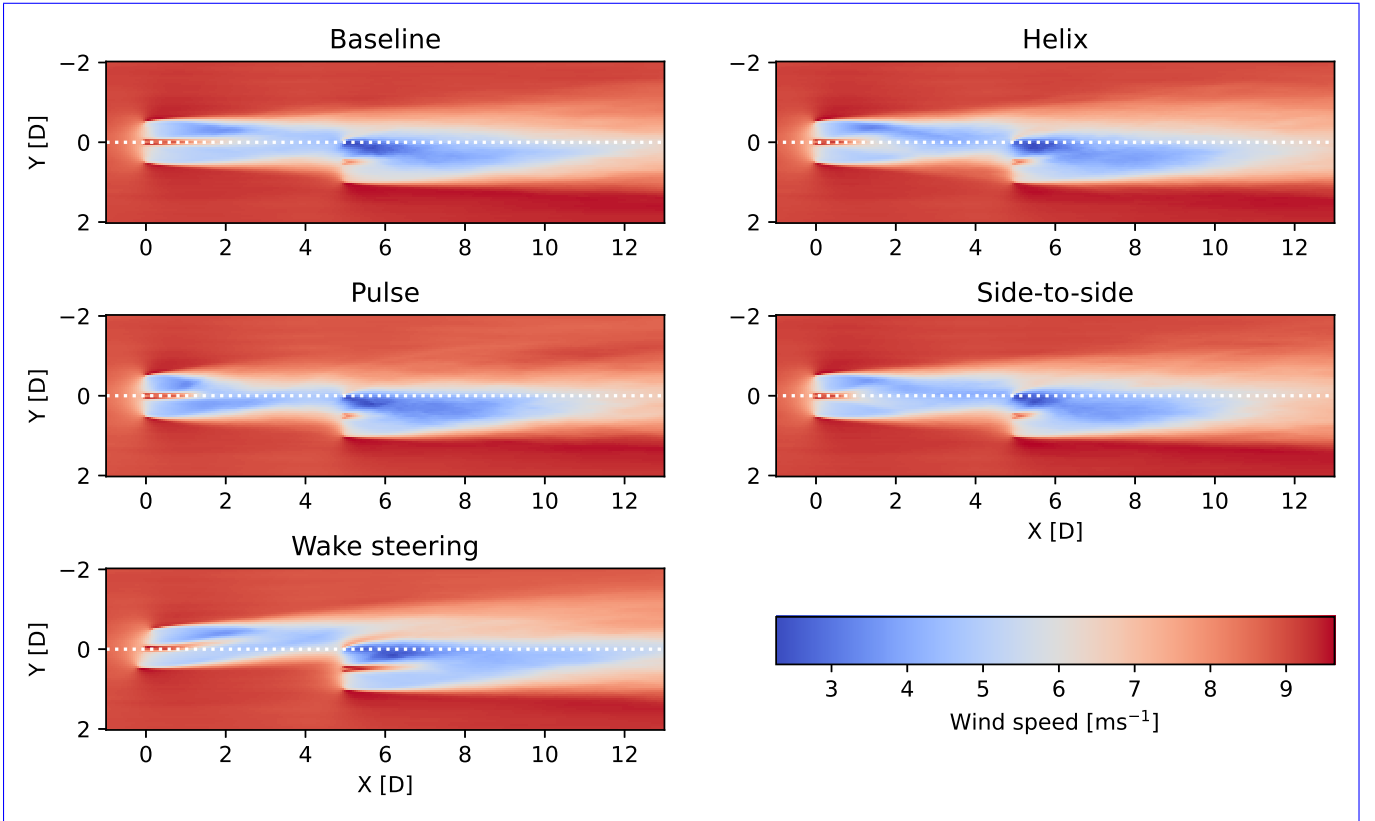 Baseline
−2
0
2
Y [D]
0 2 4 6 8 10 12
Helix
−2
0
2
0 2 4 6 8 10 12
Pulse
−2
0
2
Y [D]
0 2 4 6 8 10 12
Side-to-side
−2
0
2
0 2 4 6 8 10 12
X [D]
Wake steering
−2
0
2
Y [D]
0 2 4 6 8 10 12
X [D]
3 4 5 6 7 8 9
Wind speed [ms⁻¹]